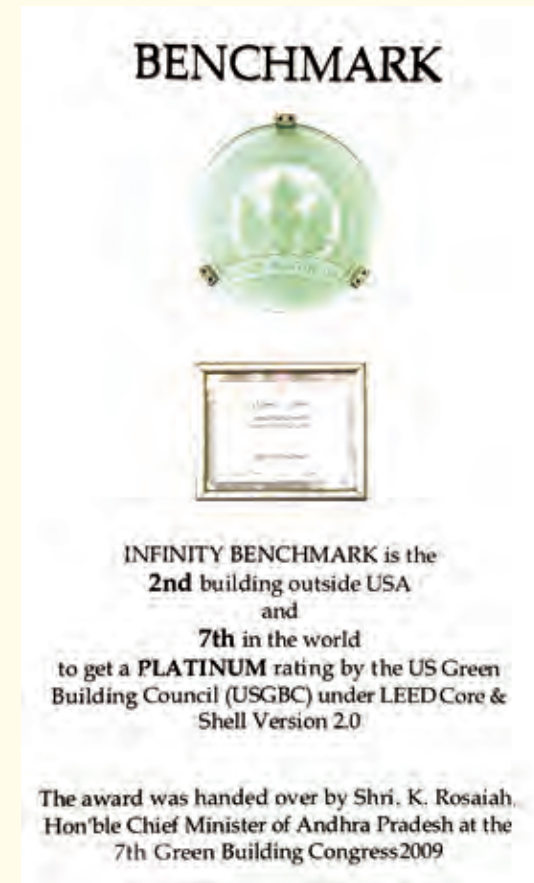 BENCHMARK
INFINITY BENCHMARK is the
2nd building outside USA
and
7th in the world
to get a PLATINUM rating by the US Green
Building Council (USGBC) under LEED Core &
Shell Version 2.0
The award was handed over by Shri. K. Rosaiah,
Hon'ble Chief Minister of Andhra Pradesh at the
7th Green Building Congress2009